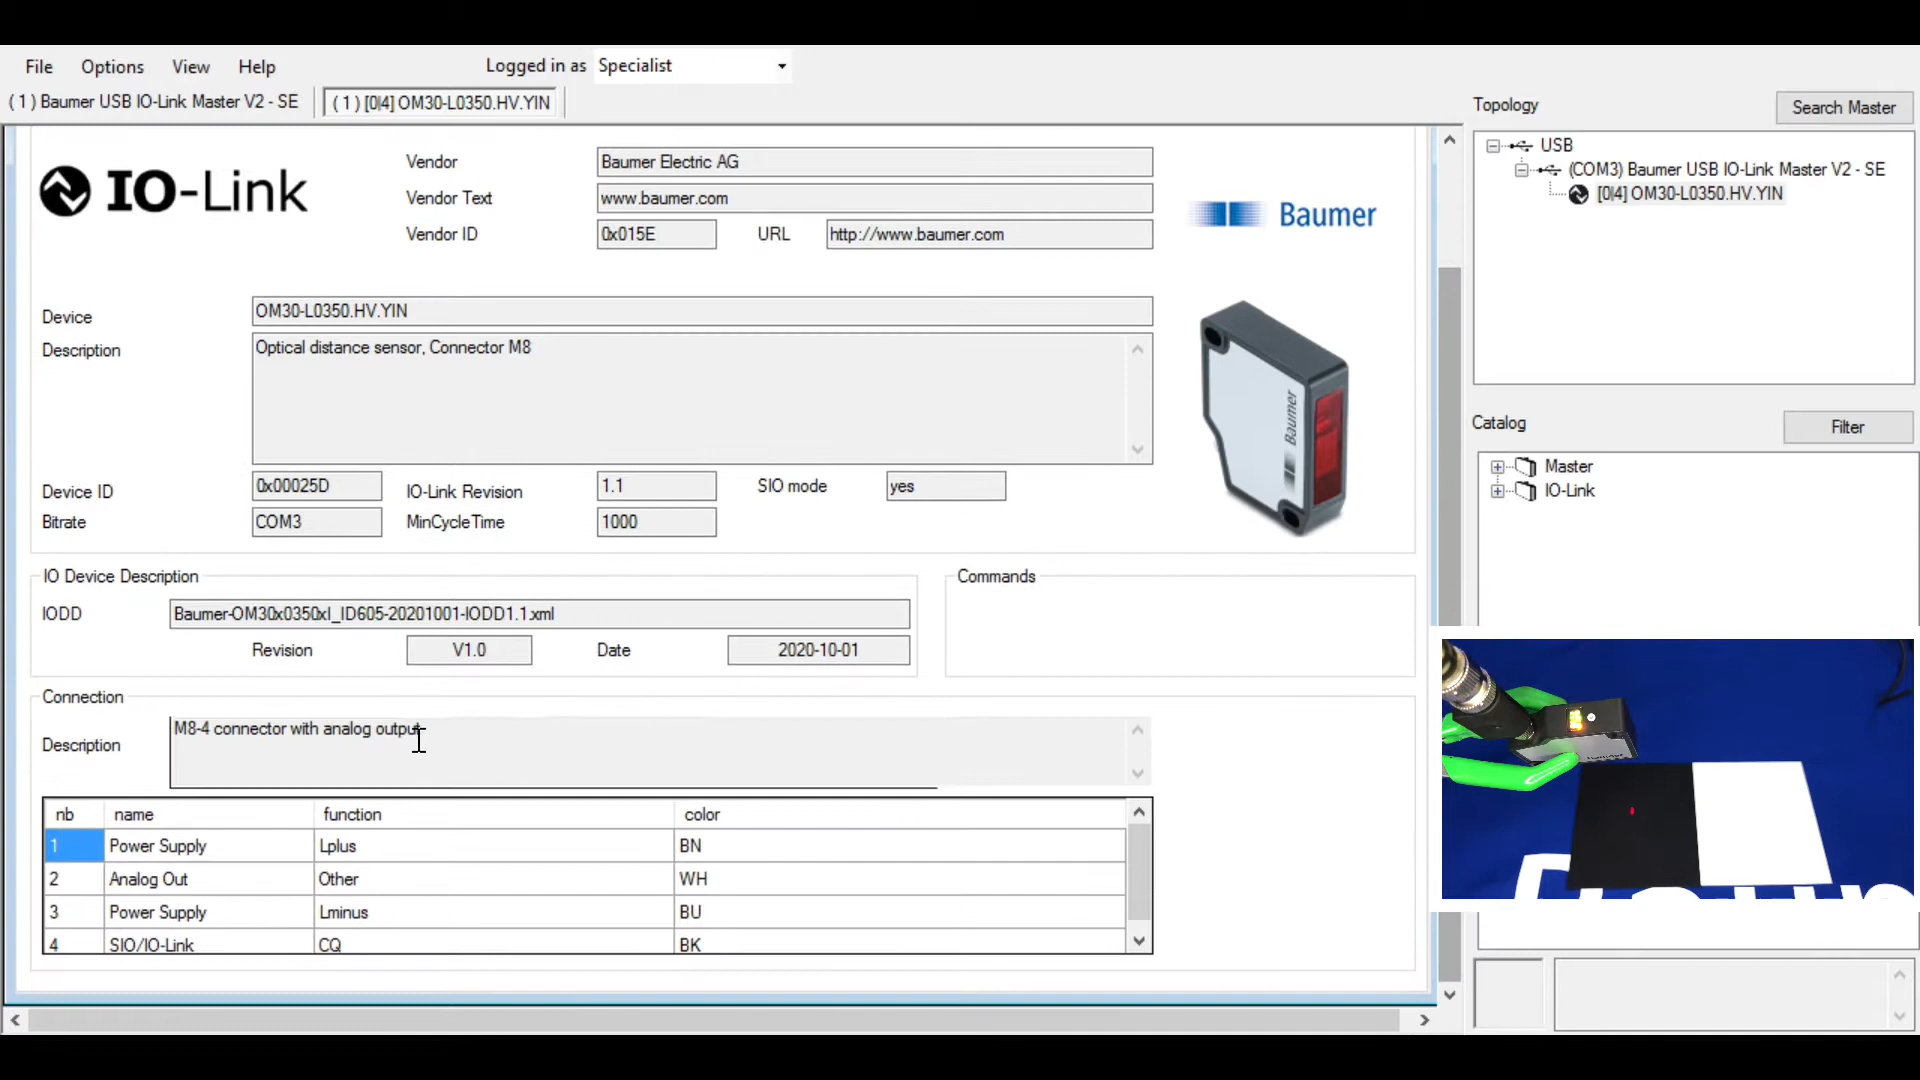 File Options View Help Logged in as Specialist
( 1 ) Baumer USB IO-Link Master V2 - SE ( 1 ) [0|4] OM30-L0350.HV.YIN
Topology Search Master
USB
(COM3) Baumer USB IO-Link Master V2 - SE
[0|4] OM30-L0350.HV.YIN
IO-Link
Vendor Baumer Electric AG
Vendor Text www.baumer.com
Vendor ID 0x015E URL http://www.baumer.com
Baumer
Device OM30-L0350.HV.YIN
Description Optical distance sensor, Connector M8
Baumer
Device ID 0x00025D IO-Link Revision 1.1 SIO mode yes
Bitrate COM3 MinCycleTime 1000
Catalog Filter
Master
IO-Link
IO Device Description
IODD Baumer-OM30x0350xI_ID605-20201001-IODD1.1.xml
Revision V1.0 Date 2020-10-01
Commands
Connection
Description M8-4 connector with analog output
nb name function color
1 Power Supply Lplus BN
2 Analog Out Other WH
3 Power Supply Lminus BU
4 SIO/IO-Link CQ BK